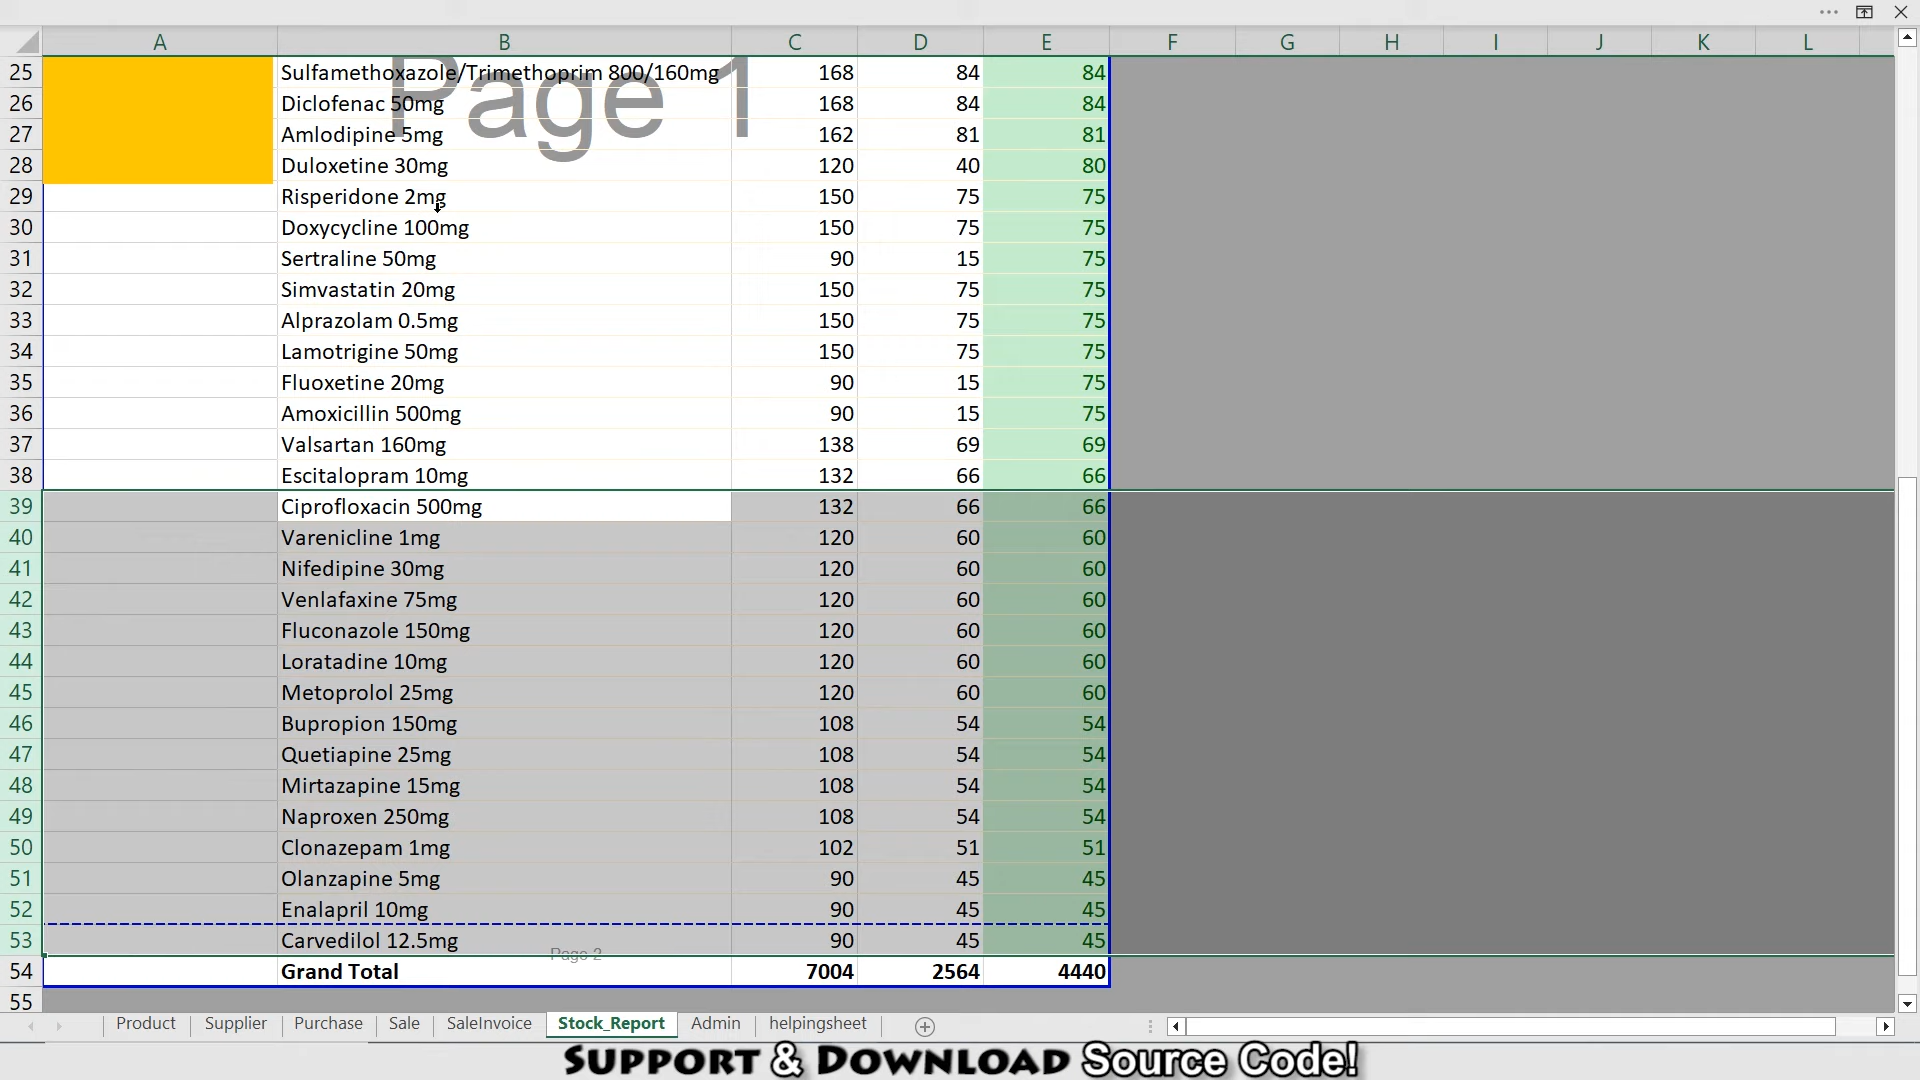 A B C D E F G H I J K L
Page 1
25 Sulfamethoxazole/Trimethoprim 800/160mg 168 84 84
26 Diclofenac 50mg 168 84 84
27 Amlodipine 5mg 162 81 81
28 Duloxetine 30mg 120 40 80
29 Risperidone 2mg 150 75 75
30 Doxycycline 100mg 150 75 75
31 Sertraline 50mg 90 15 75
32 Simvastatin 20mg 150 75 75
33 Alprazolam 0.5mg 150 75 75
34 Lamotrigine 50mg 150 75 75
35 Fluoxetine 20mg 90 15 75
36 Amoxicillin 500mg 90 15 75
37 Valsartan 160mg 138 69 69
38 Escitalopram 10mg 132 66 66
39 Ciprofloxacin 500mg 132 66 66
40 Varenicline 1mg 120 60 60
41 Nifedipine 30mg 120 60 60
42 Venlafaxine 75mg 120 60 60
43 Fluconazole 150mg 120 60 60
44 Loratadine 10mg 120 60 60
45 Metoprolol 25mg 120 60 60
46 Bupropion 150mg 108 54 54
47 Quetiapine 25mg 108 54 54
48 Mirtazapine 15mg 108 54 54
49 Naproxen 250mg 108 54 54
50 Clonazepam 1mg 102 51 51
51 Olanzapine 5mg 90 45 45
52 Enalapril 10mg 90 45 45
53 Carvedilol 12.5mg 90 45 45
Page 2
54 Grand Total 7004 2564 4440
55
Product Supplier Purchase Sale SaleInvoice Stock_Report Admin helpingsheet
Support & Download Source Code!